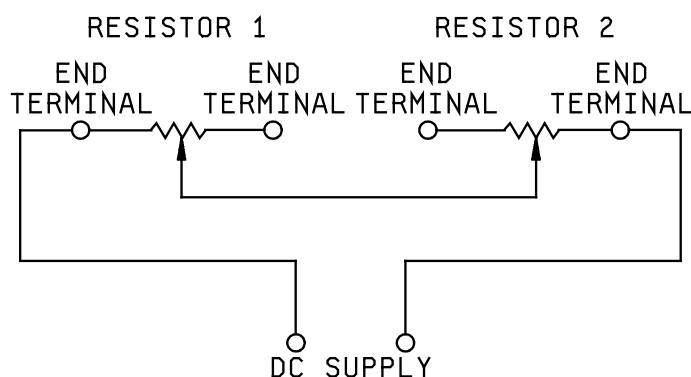 RESISTOR 1 RESISTOR 2
END END END END
TERMINAL TERMINAL TERMINAL TERMINAL
DC SUPPLY